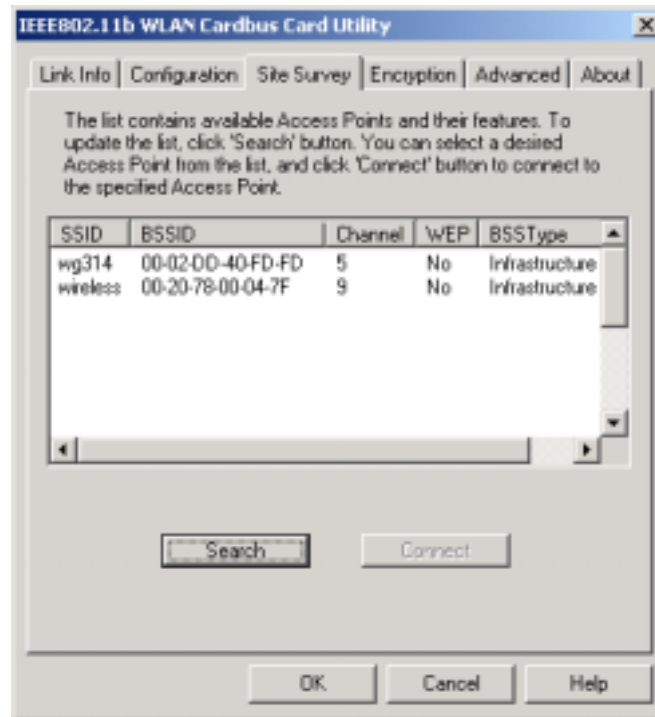 IEEE802.11b WLAN Cardbus Card Utility
Link Info Configuration Site Survey Encryption Advanced About
The list contains available Access Points and their features. To
update the list, click 'Search' button. You can select a desired
Access Point from the list, and click 'Connect' button to connect to
the specified Access Point.
SSID BSSID Channel WEP BSSType
wg314 00-02-DD-40-FD-FD 5 No Infrastructure
wireless 00-20-78-00-04-7F 9 No Infrastructure
Search Connect
OK Cancel Help